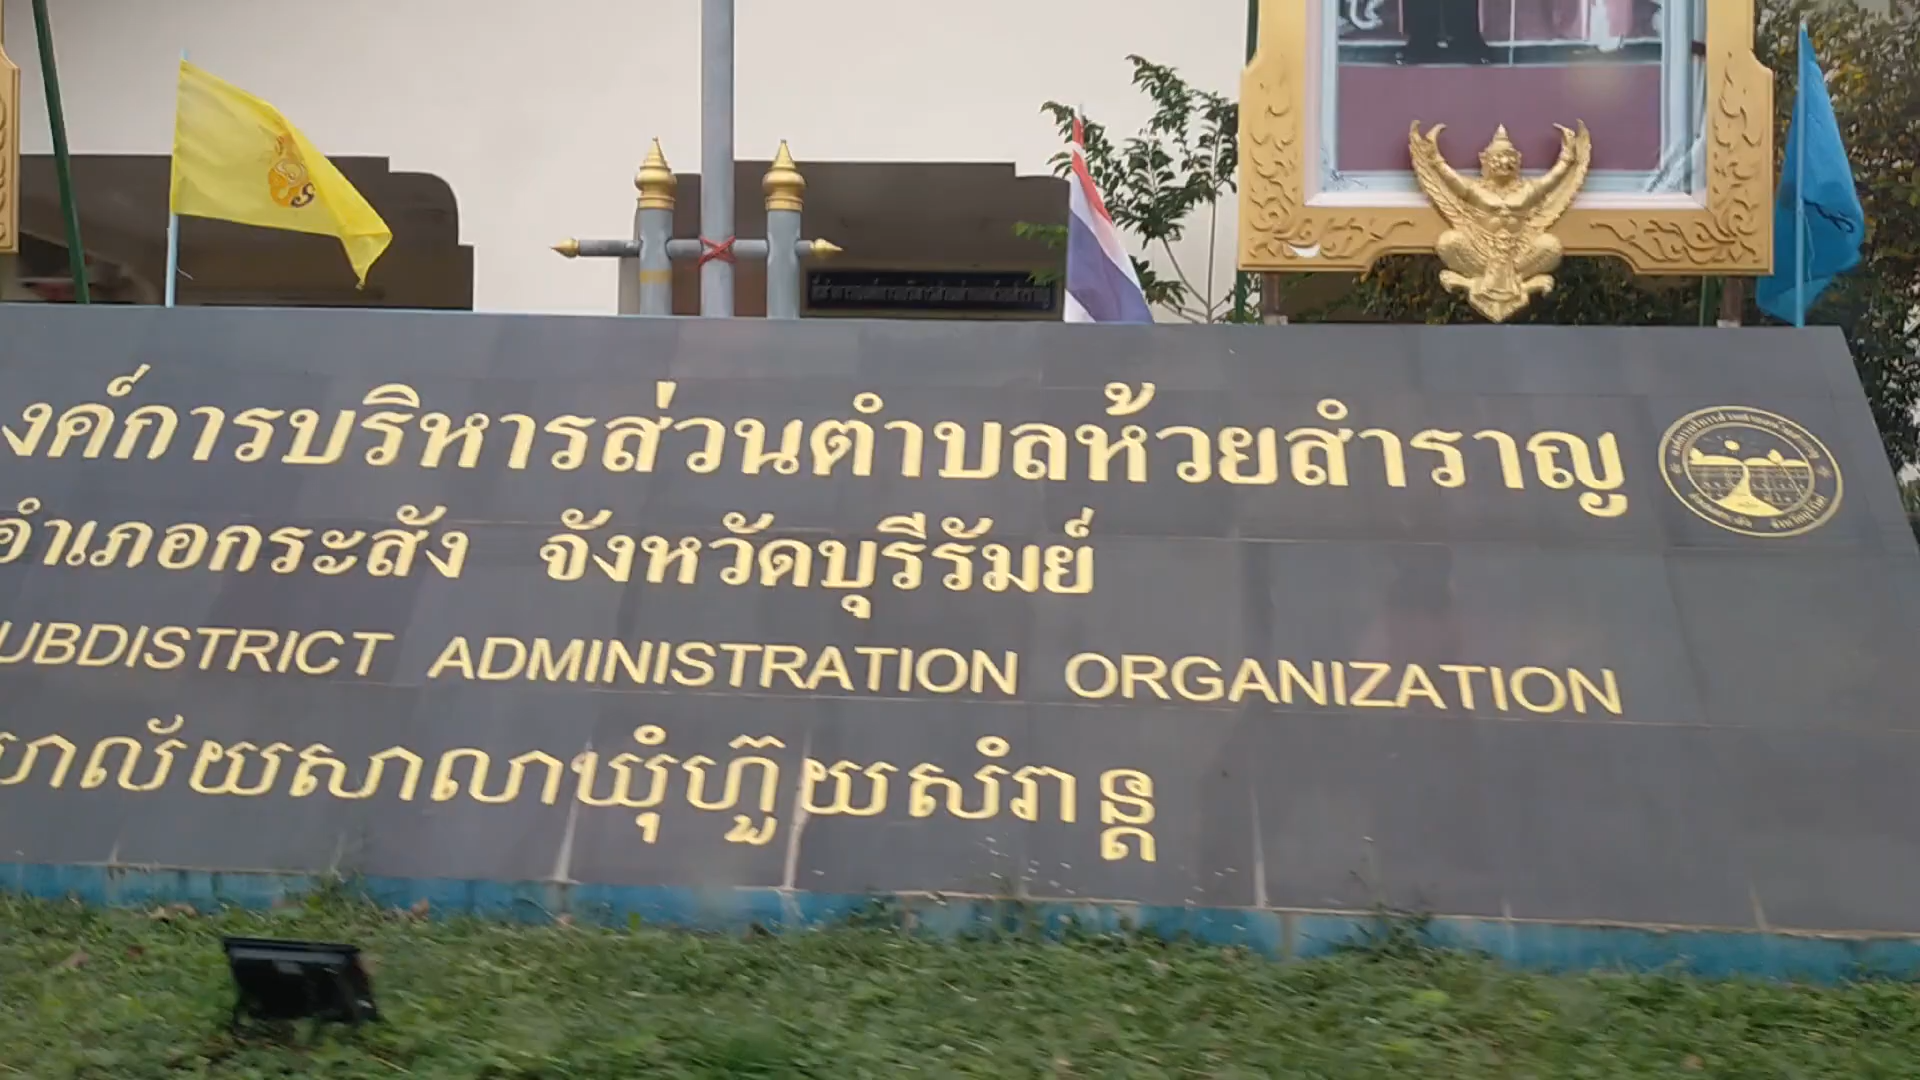 งค์การบริหารส่วนตำบลห้วยสำราญ
อำเภอกระสัง จังหวัดบุรีรัมย์
UBDISTRICT ADMINISTRATION ORGANIZATION
ការិយាល័យសាលាឃុំហ៊្វួយសំរាន្ត